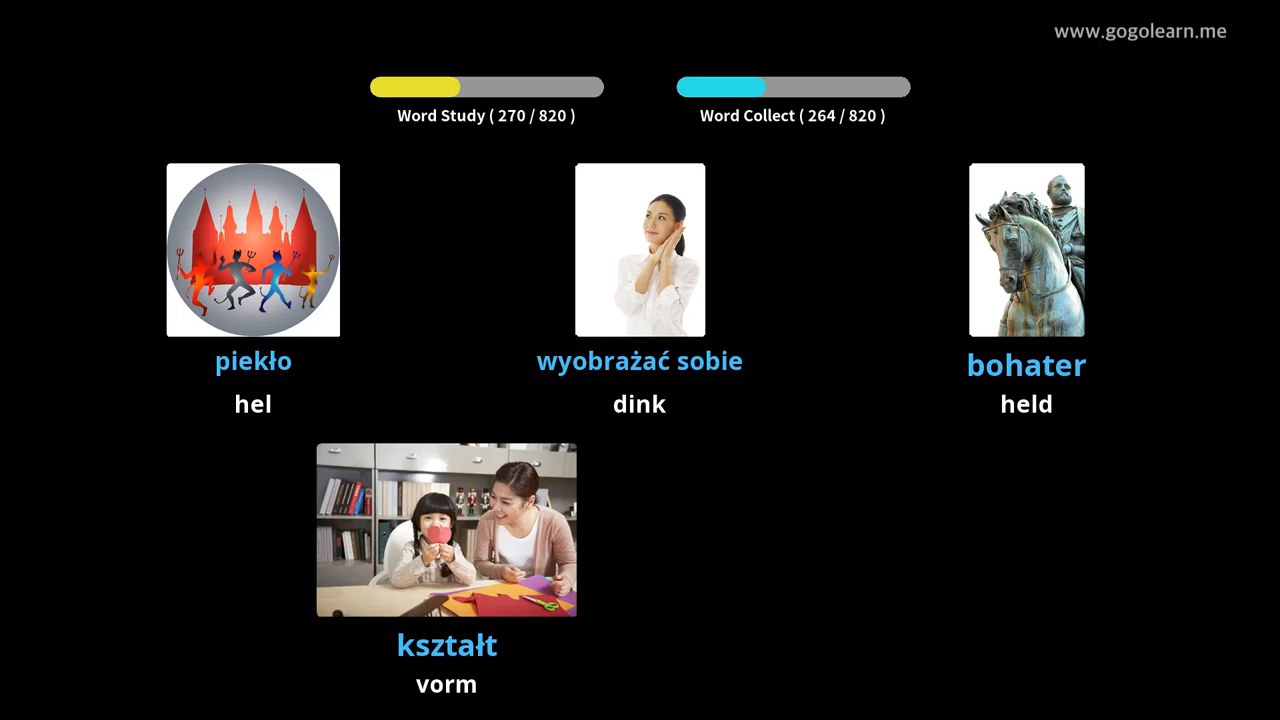 www.gogolearn.me
Word Study ( 270 / 820 )
Word Collect ( 264 / 820 )
piekło
wyobrażać sobie
bohater
hel
dink
held
kształt
vorm